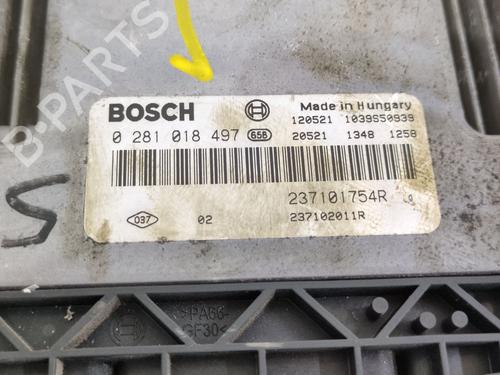 B-PARTS
BOSCH
Made in Hungary
120521 1039S50939
0 281 018 497 658 20521 1348 1258
237101754R
037 02 237102011R
S
>PA66-
GF30<